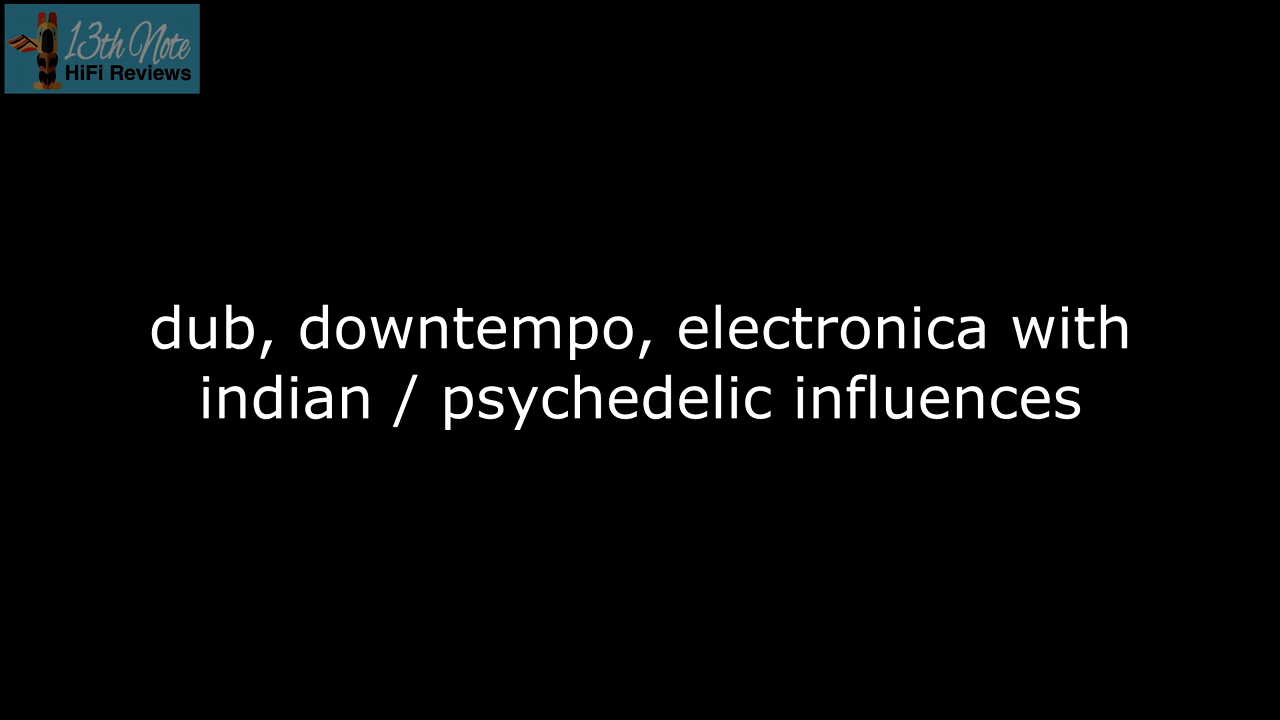 13th Note
HiFi Reviews
dub, downtempo, electronica with
indian / psychedelic influences